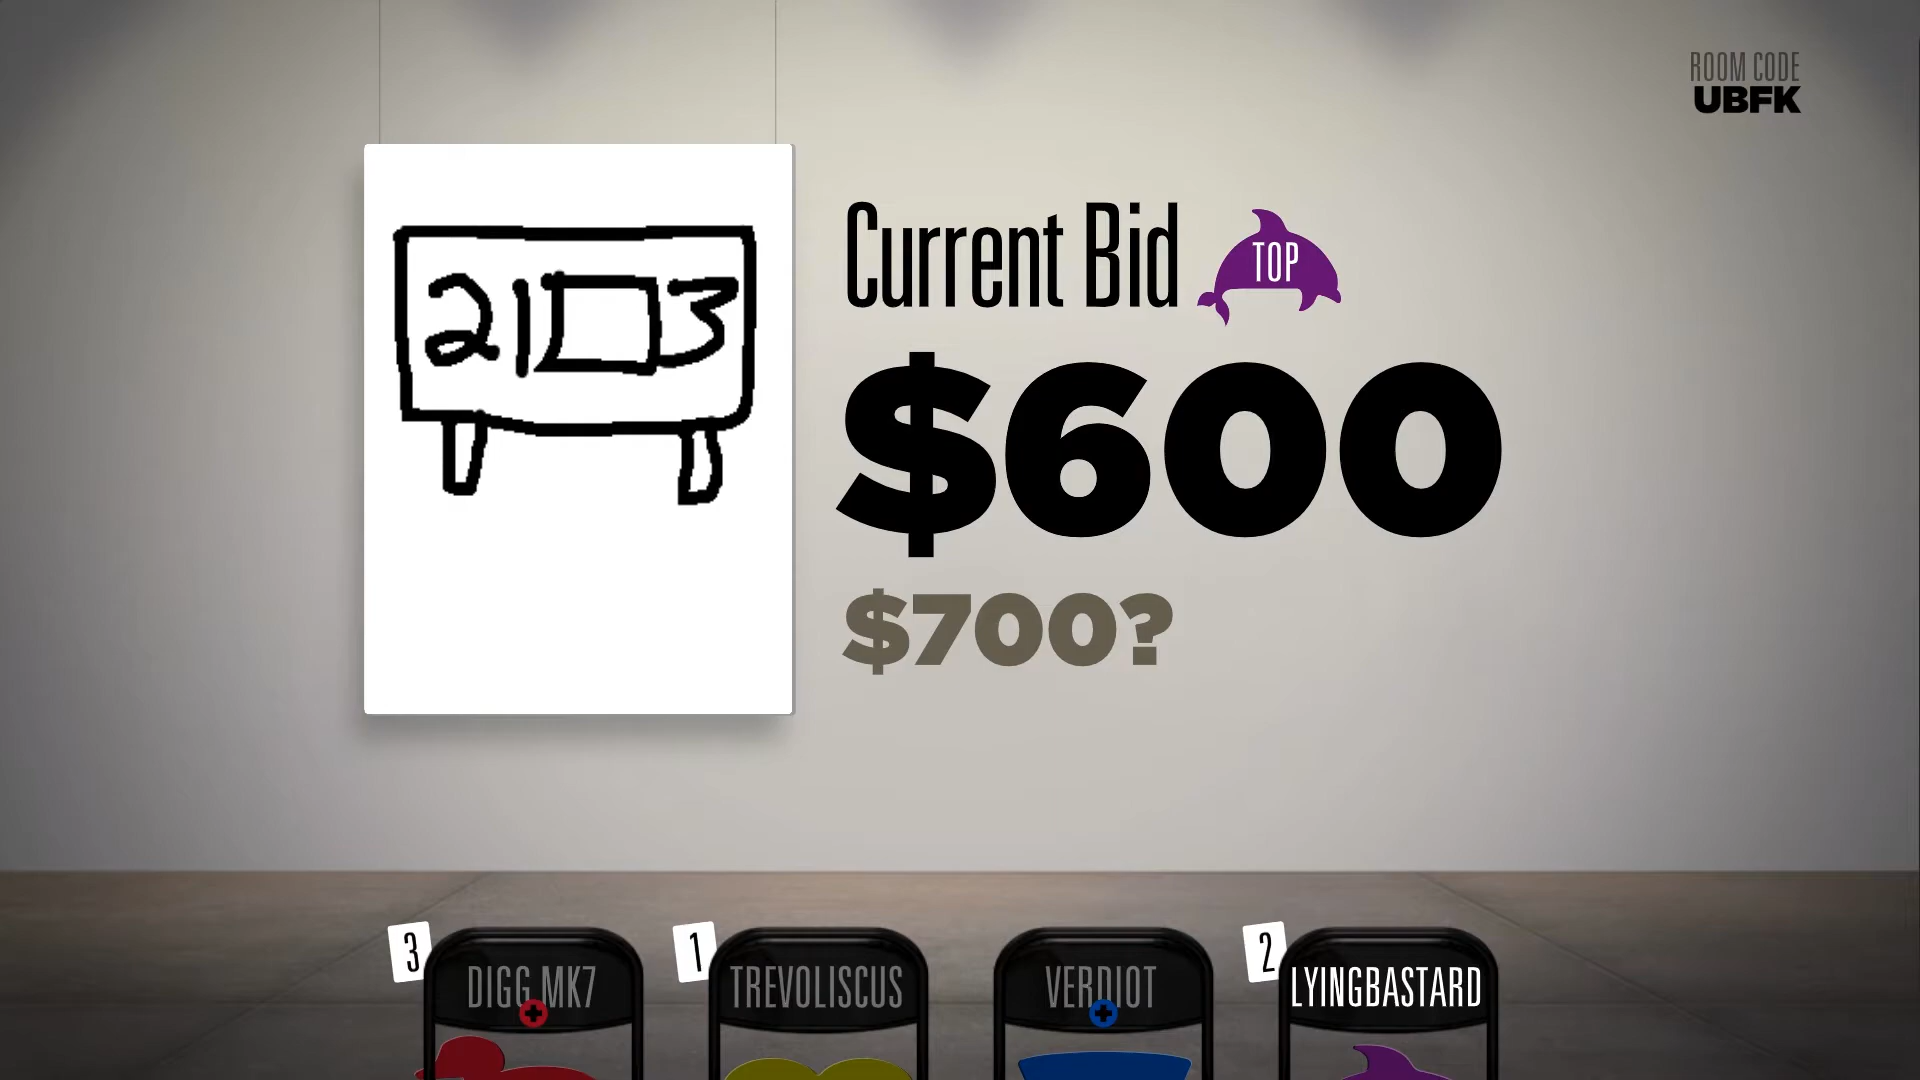 ROOM CODE
UBFK
21 3
Current Bid TOP
$600
$700?
3 DIGG MK7
1 TREVOLISCUS
VERDIOT
2 LYINGBASTARD